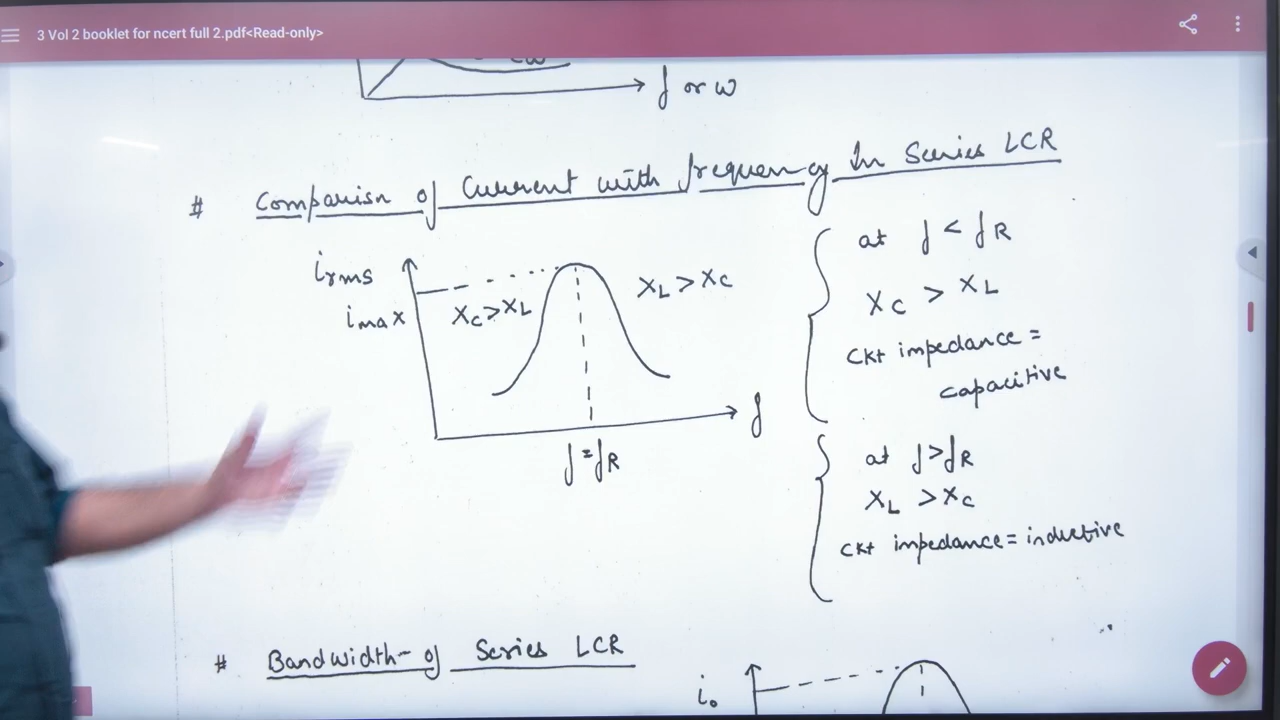 3 Vol 2 booklet for ncert full 2.pdf<Read-only>
f or ω
# Comparisn of Current with frequency In Series LCR
irms
imax
Xc > XL
XL > Xc
f
f = fR
at f < fR
Xc > XL
Ckt impedance =
capacitive
at f > fR
XL > Xc
Ckt impedance = inductive
# Bandwidth of Series LCR
i₀